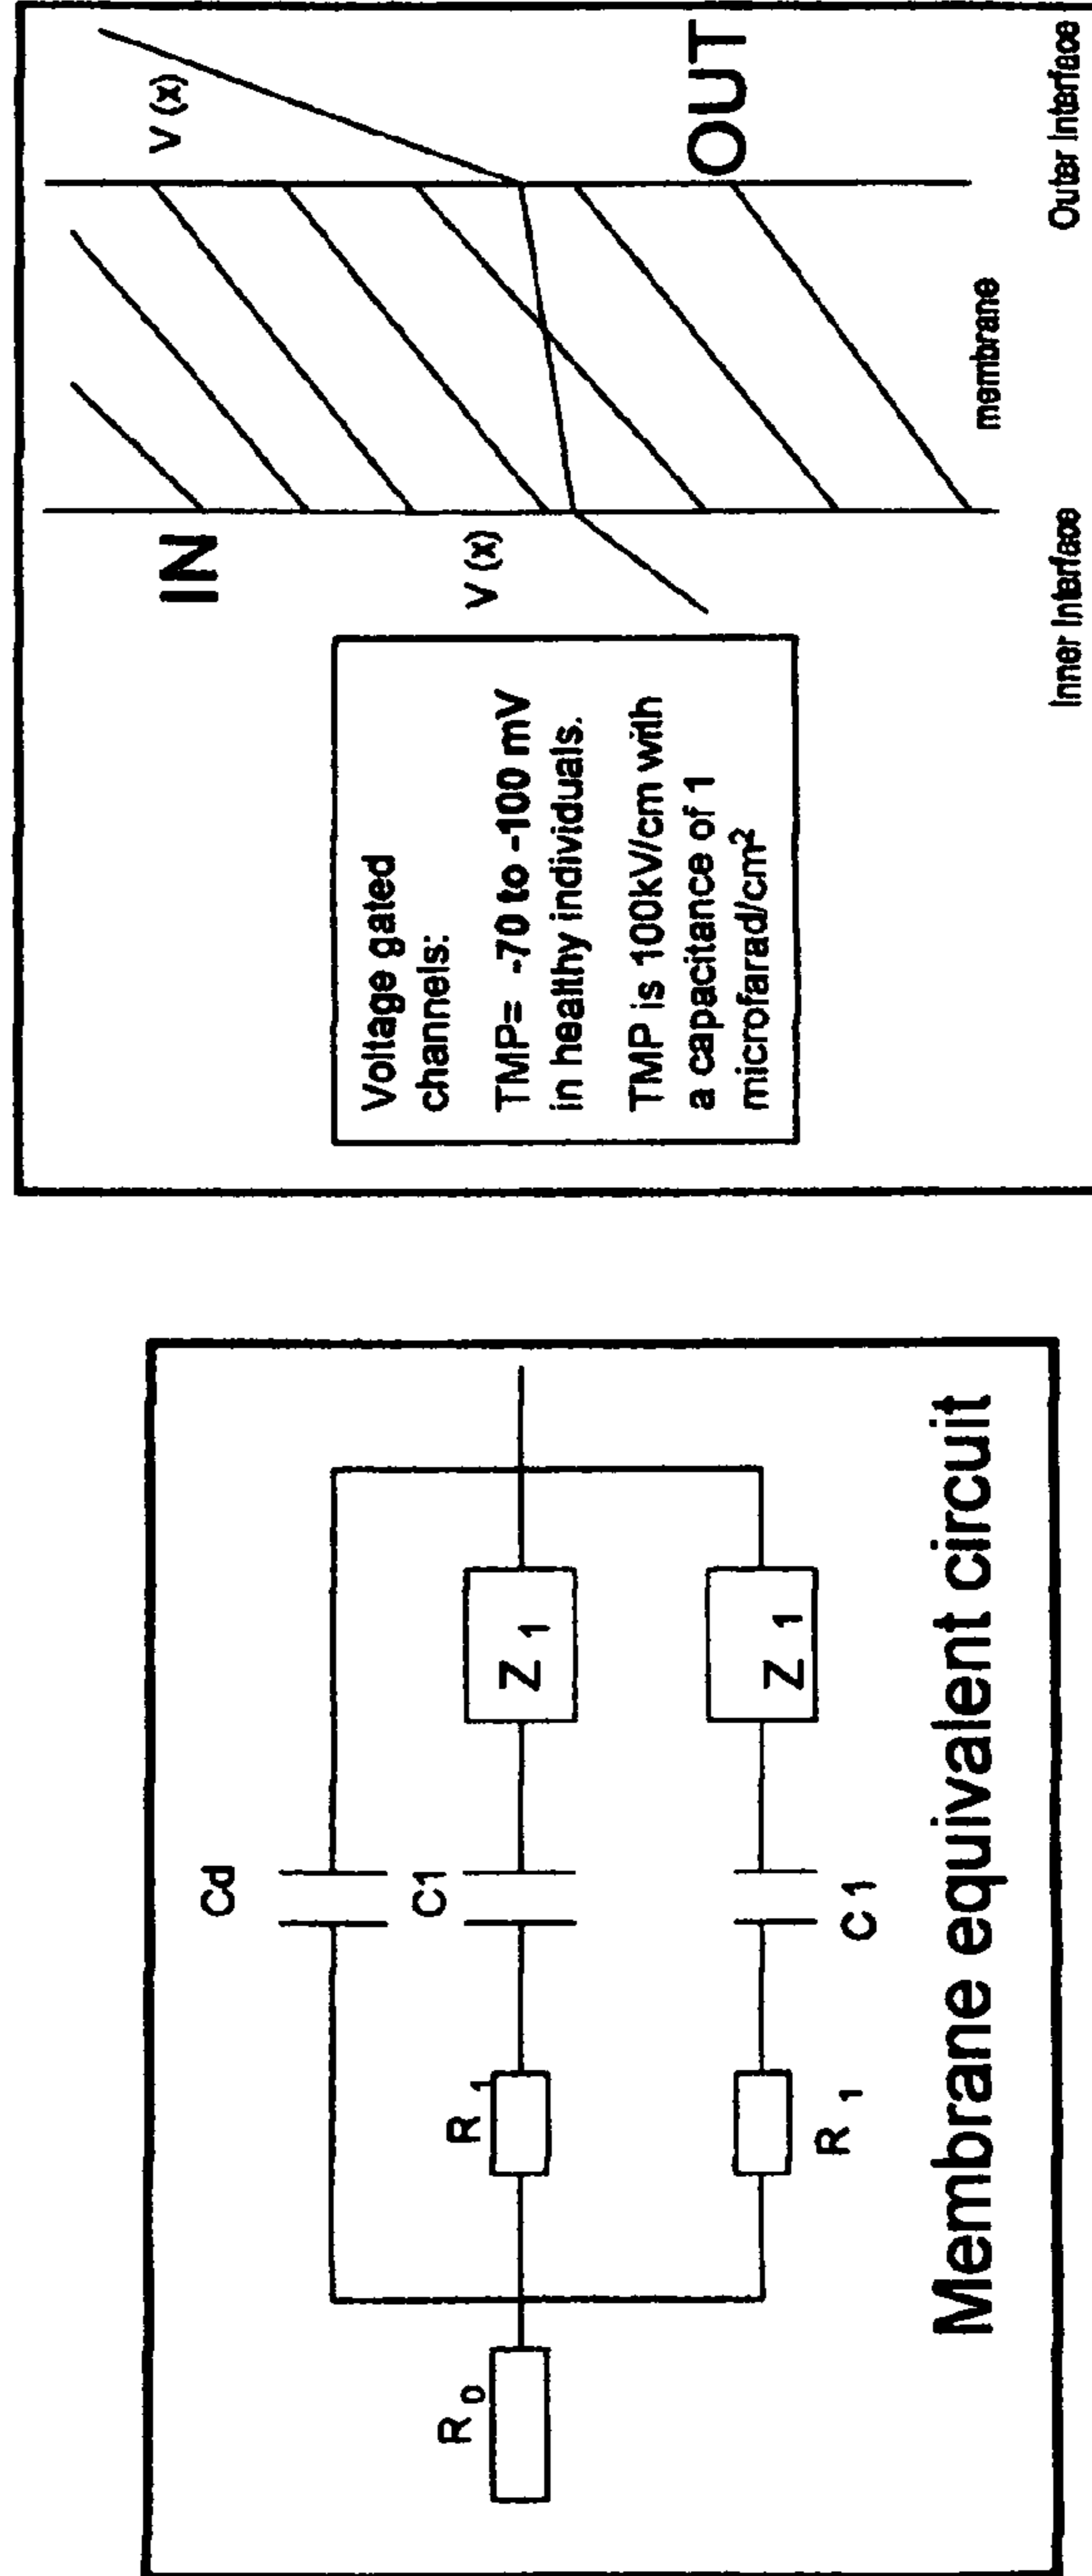 R0
Cd
R1
C1
Z1
R1
C1
Z1
Membrane equivalent circuit
IN
V (x)
V (x)
OUT
Voltage gated
channels:
TMP= -70 to -100 mV
in healthy individuals.
TMP is 100kV/cm with
a capacitance of 1
microfarad/cm²
Inner Interface
membrane
Outer Interface